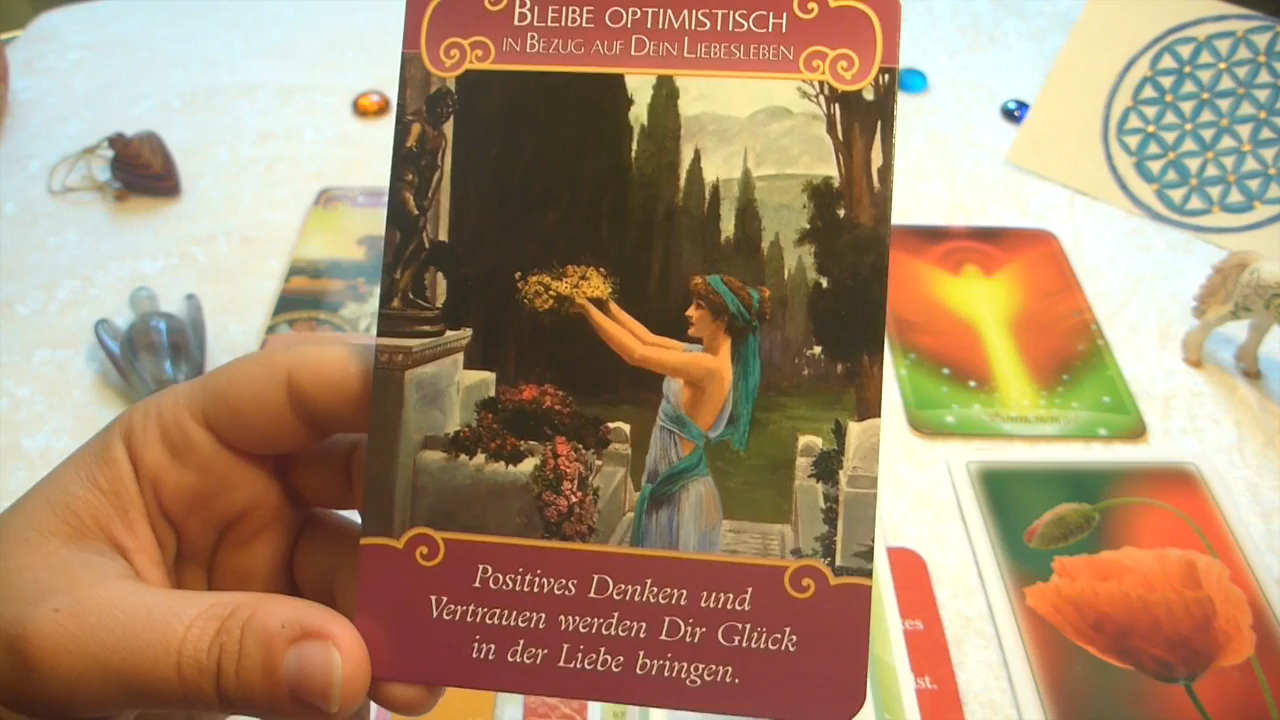 BLEIBE OPTIMISTISCH
IN BEZUG AUF DEIN LIEBESLEBEN
Positives Denken und
Vertrauen werden Dir Glück
in der Liebe bringen.